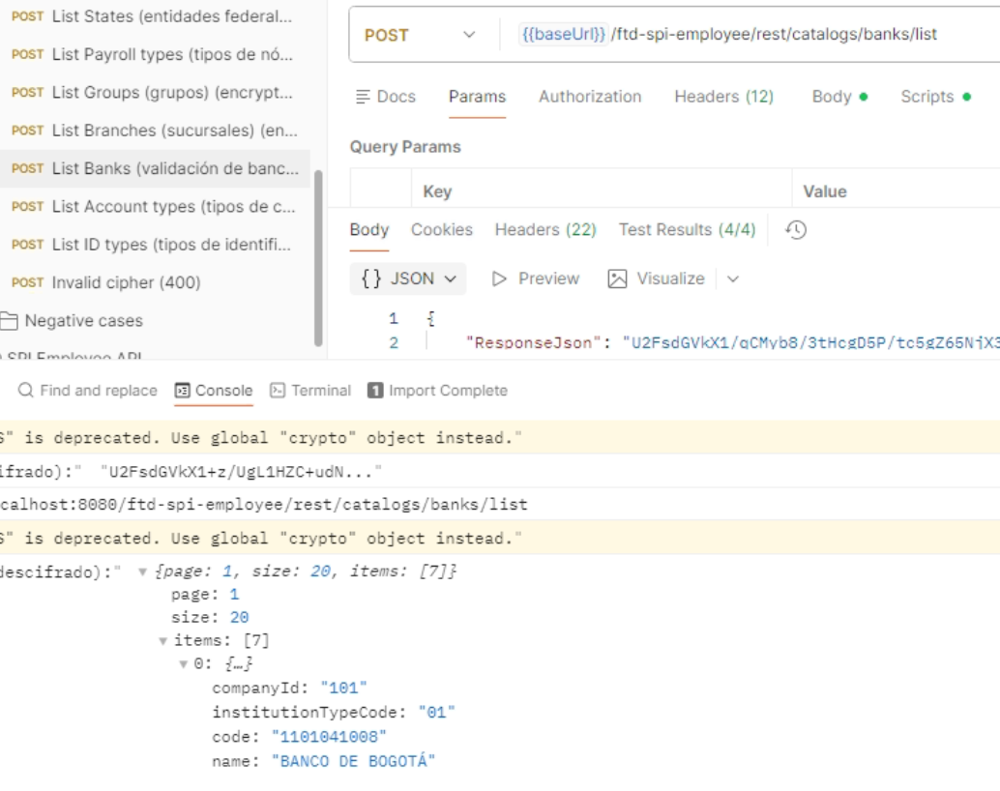 POST List States (entidades federal...
POST List Payroll types (tipos de nó...
POST List Groups (grupos) (encrypt...
POST List Branches (sucursales) (en...
POST List Banks (validación de banc...
POST List Account types (tipos de c...
POST List ID types (tipos de identifi...
POST Invalid cipher (400)
Negative cases
SPI Employee API
POST {{baseUrl}} /ftd-spi-employee/rest/catalogs/banks/list
Docs Params Authorization Headers (12) Body Scripts
Query Params
Key Value
Body Cookies Headers (22) Test Results (4/4)
{} JSON Preview Visualize
1 {
2 "ResponseJson": "U2FsdGVkX1/qCMyb8/3tHcgD5P/tc5gZ65NjX3
Find and replace Console Terminal 1 Import Complete
S" is deprecated. Use global "crypto" object instead."
ifrado):" "U2FsdGVkX1+z/UgL1HZC+udN..."
calhost:8080/ftd-spi-employee/rest/catalogs/banks/list
S" is deprecated. Use global "crypto" object instead."
descifrado):" {page: 1, size: 20, items: [7]}
page: 1
size: 20
items: [7]
0: {…}
companyId: "101"
institutionTypeCode: "01"
code: "1101041008"
name: "BANCO DE BOGOTÁ"